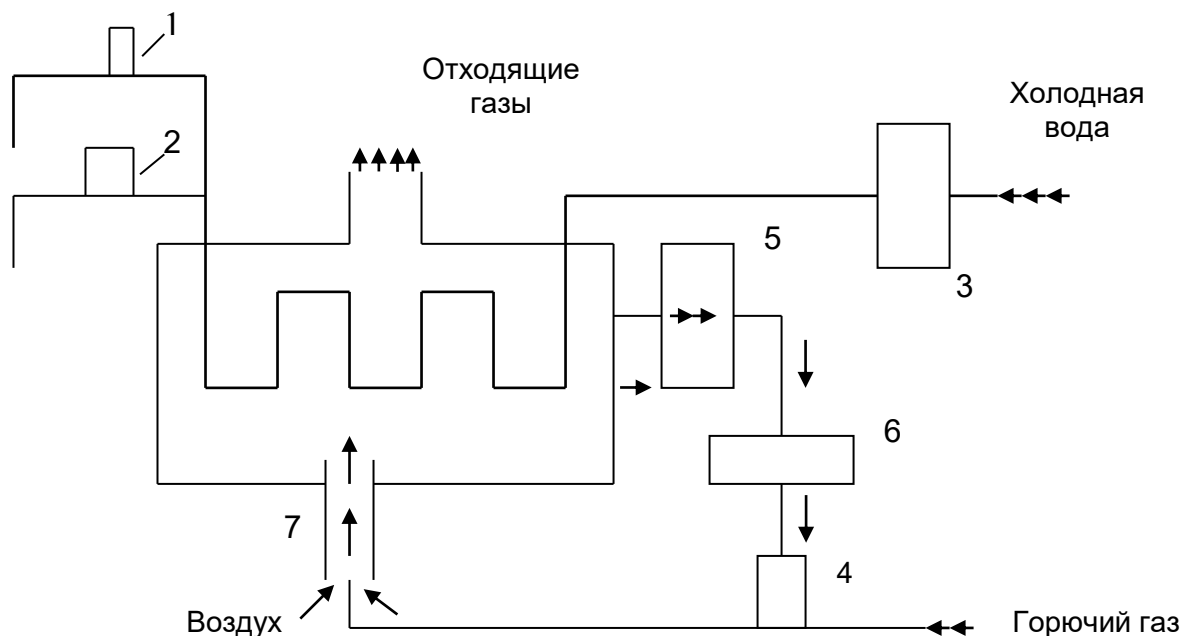 1
Отходящие
газы
Холодная
вода
2
5
3
6
7
4
Воздух
Горючий газ